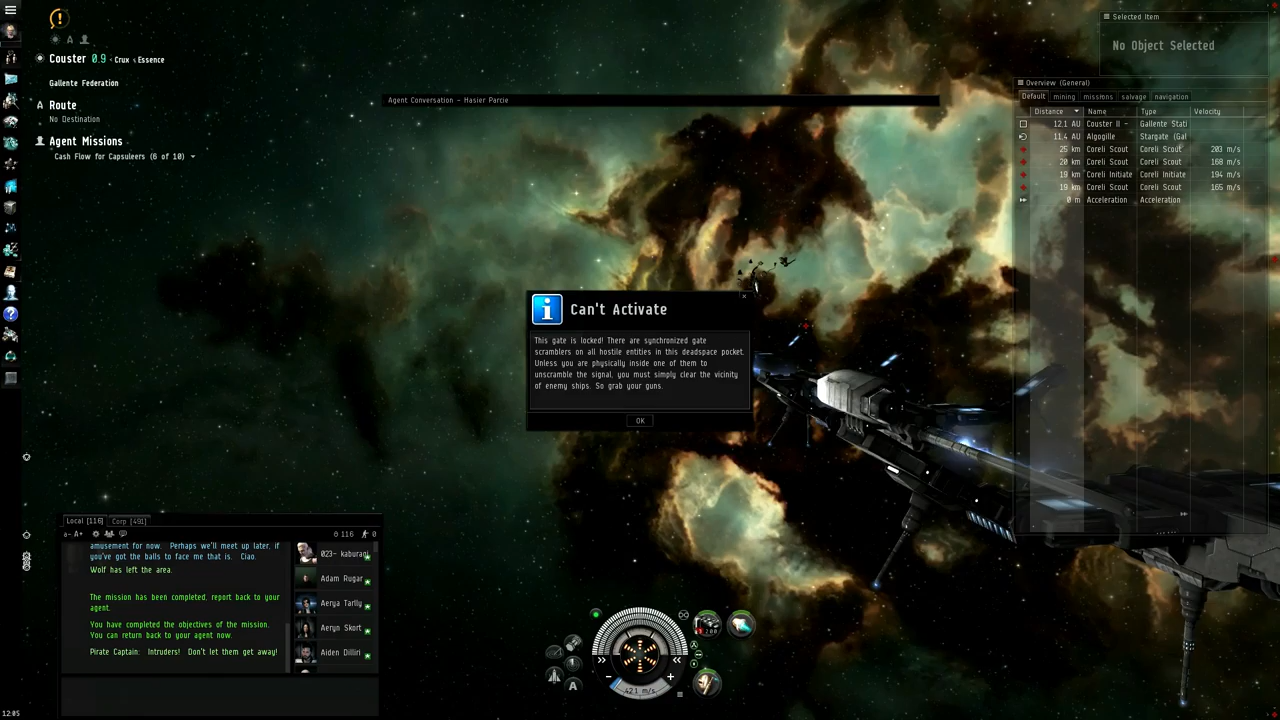 Couster 0.9 < Crux < Essence
Gallente Federation
Route
No Destination
Agent Missions
Cash Flow for Capsuleers (6 of 10)
Agent Conversation - Hasier Parcie
Selected Item
No Object Selected
Overview (General)
Default mining missions salvage navigation
Distance Name Type Velocity
12,1 AU Couster II - Gallente Stati
11,4 AU Algogille Stargate (Gal
25 km Coreli Scout Coreli Scout 203 m/s
20 km Coreli Scout Coreli Scout 168 m/s
19 km Coreli Initiate Coreli Initiate 194 m/s
19 km Coreli Scout Coreli Scout 165 m/s
0 m Acceleration Acceleration
Can't Activate
This gate is locked! There are synchronized gate
scramblers on all hostile entities in this deadspace pocket.
Unless you are physically inside one of them to
unscramble the signal, you must simply clear the vicinity
of enemy ships. So grab your guns.
OK
Local [116] Corp [491]
0 116 0
amusement for now. Perhaps we'll meet up later, if
you've got the balls to face me that is. Ciao.
Wolf has left the area.
The mission has been completed, report back to your
agent.
You have completed the objectives of the mission.
You can return back to your agent now.
Pirate Captain: Intruders! Don't let them get away!
023- kaburagi
Adam Rugar
Aerya Tarlly
Aeryn Skort
Aiden Dilliri
200
421 m/s
12:05